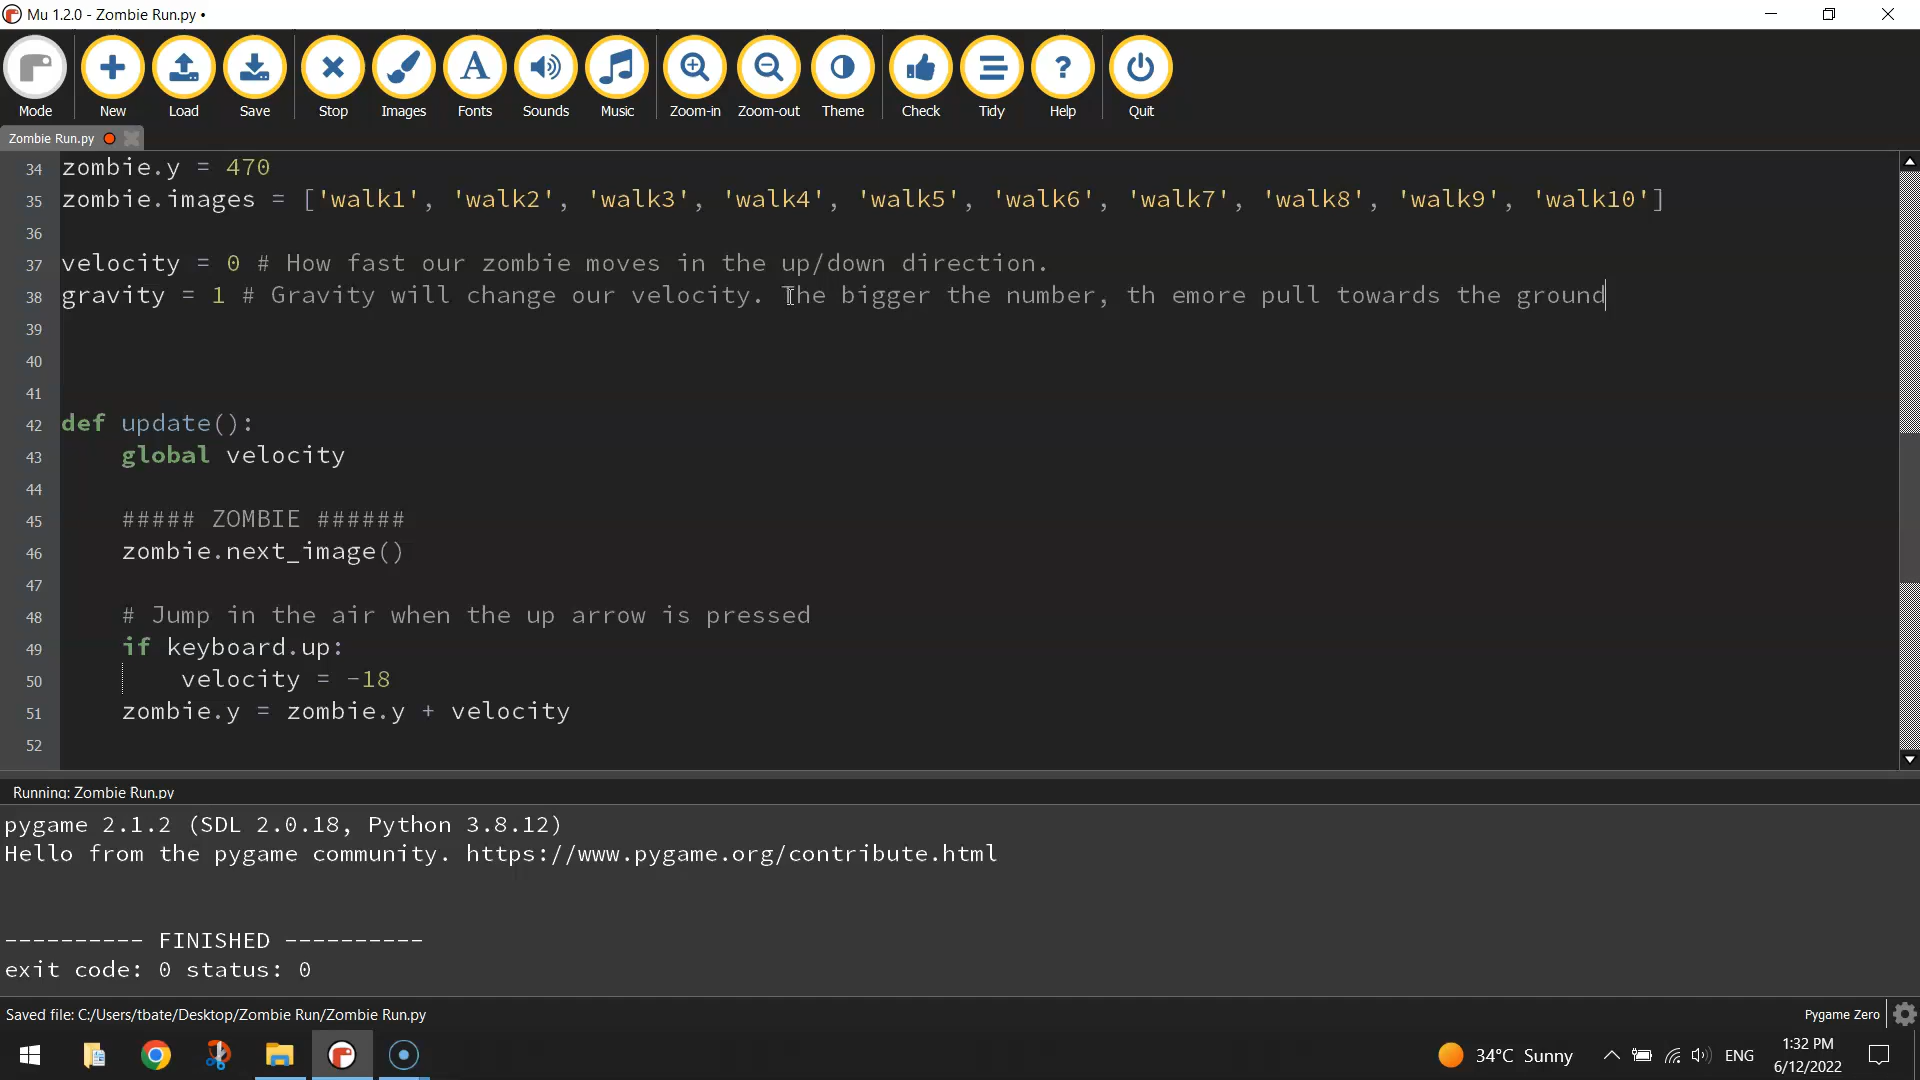 Mu 1.2.0 - Zombie Run.py •
Mode New Load Save Stop Images Fonts Sounds Music Zoom-in Zoom-out Theme Check Tidy Help Quit
Zombie Run.py
34 zombie.y = 470
35 zombie.images = ['walk1', 'walk2', 'walk3', 'walk4', 'walk5', 'walk6', 'walk7', 'walk8', 'walk9', 'walk10']
36
37 velocity = 0 # How fast our zombie moves in the up/down direction.
38 gravity = 1 # Gravity will change our velocity. The bigger the number, th emore pull towards the ground
39
40
41
42 def update():
43 global velocity
44
45 ##### ZOMBIE ######
46 zombie.next_image()
47
48 # Jump in the air when the up arrow is pressed
49 if keyboard.up:
50 velocity = -18
51 zombie.y = zombie.y + velocity
52
Running: Zombie Run.py
pygame 2.1.2 (SDL 2.0.18, Python 3.8.12)
Hello from the pygame community. https://www.pygame.org/contribute.html
---------- FINISHED ----------
exit code: 0 status: 0
Saved file: C:/Users/tbate/Desktop/Zombie Run/Zombie Run.py
Pygame Zero
34°C Sunny
ENG
1:32 PM
6/12/2022